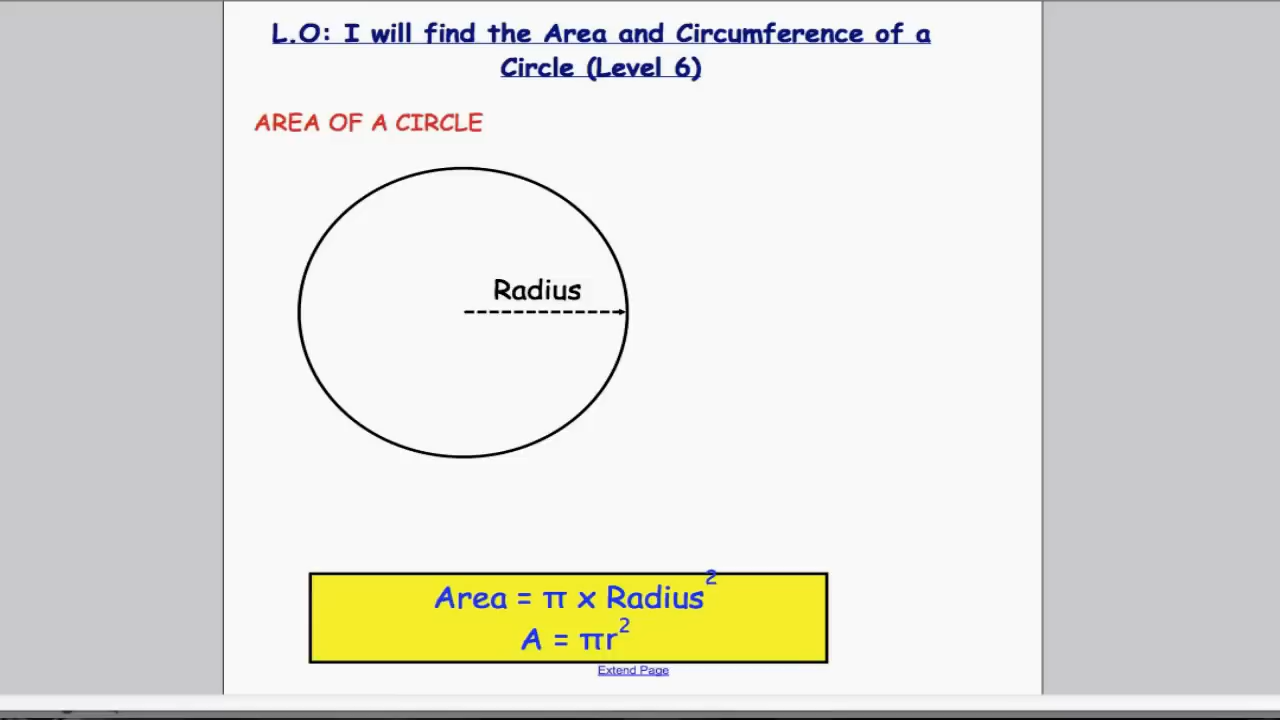 L.O: I will find the Area and Circumference of a
Circle (Level 6)
AREA OF A CIRCLE
Radius
Area = π x Radius²
A = πr²
Extend Page